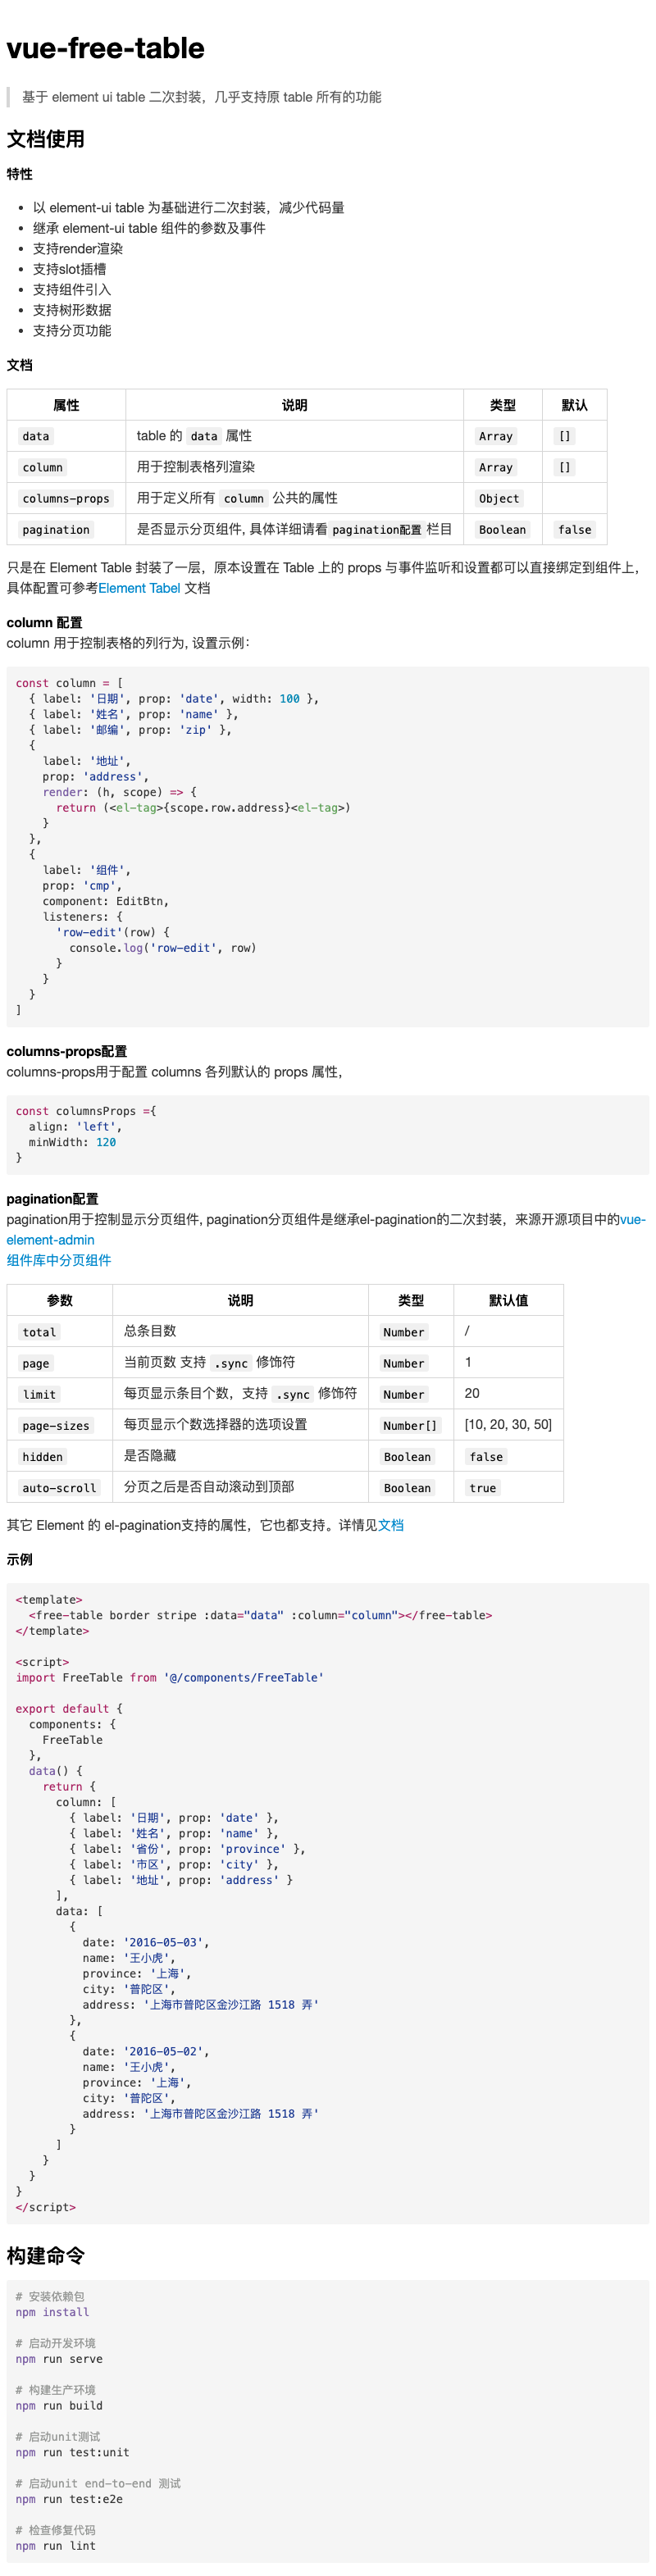 vue-free-table
基于 element ui table 二次封装，几乎支持原 table 所有的功能
文档使用
特性
• 以 element-ui table 为基础进行二次封装，减少代码量
• 继承 element-ui table 组件的参数及事件
• 支持render渲染
• 支持slot插槽
• 支持组件引入
• 支持树形数据
• 支持分页功能
文档
属性 说明 类型 默认
data table 的 data 属性 Array []
column 用于控制表格列渲染 Array []
columns-props 用于定义所有 column 公共的属性 Object
pagination 是否显示分页组件, 具体详细请看 pagination配置 栏目 Boolean false
只是在 Element Table 封装了一层，原本设置在 Table 上的 props 与事件监听和设置都可以直接绑定到组件上，
具体配置可参考Element Tabel 文档
column 配置
column 用于控制表格的列行为, 设置示例：
const column = [
  { label: '日期', prop: 'date', width: 100 },
  { label: '姓名', prop: 'name' },
  { label: '邮编', prop: 'zip' },
  {
    label: '地址',
    prop: 'address',
    render: (h, scope) => {
      return (<el-tag>{scope.row.address}<el-tag>)
    }
  },
  {
    label: '组件',
    prop: 'cmp',
    component: EditBtn,
    listeners: {
      'row-edit'(row) {
        console.log('row-edit', row)
      }
    }
  }
]
columns-props配置
columns-props用于配置 columns 各列默认的 props 属性，
const columnsProps ={
  align: 'left',
  minWidth: 120
}
pagination配置
pagination用于控制显示分页组件, pagination分页组件是继承el-pagination的二次封装，来源开源项目中的vue-
element-admin
组件库中分页组件
参数 说明 类型 默认值
total 总条目数 Number /
page 当前页数 支持 .sync 修饰符 Number 1
limit 每页显示条目个数，支持 .sync 修饰符 Number 20
page-sizes 每页显示个数选择器的选项设置 Number[] [10, 20, 30, 50]
hidden 是否隐藏 Boolean false
auto-scroll 分页之后是否自动滚动到顶部 Boolean true
其它 Element 的 el-pagination支持的属性，它也都支持。详情见文档
示例
<template>
  <free-table border stripe :data="data" :column="column"></free-table>
</template>
<script>
import FreeTable from '@/components/FreeTable'
export default {
  components: {
    FreeTable
  },
  data() {
    return {
      column: [
        { label: '日期', prop: 'date' },
        { label: '姓名', prop: 'name' },
        { label: '省份', prop: 'province' },
        { label: '市区', prop: 'city' },
        { label: '地址', prop: 'address' }
      ],
      data: [
        {
          date: '2016-05-03',
          name: '王小虎',
          province: '上海',
          city: '普陀区',
          address: '上海市普陀区金沙江路 1518 弄'
        },
        {
          date: '2016-05-02',
          name: '王小虎',
          province: '上海',
          city: '普陀区',
          address: '上海市普陀区金沙江路 1518 弄'
        }
      ]
    }
  }
}
</script>
构建命令
# 安装依赖包
npm install
# 启动开发环境
npm run serve
# 构建生产环境
npm run build
# 启动unit测试
npm run test:unit
# 启动unit end-to-end 测试
npm run test:e2e
# 检查修复代码
npm run lint